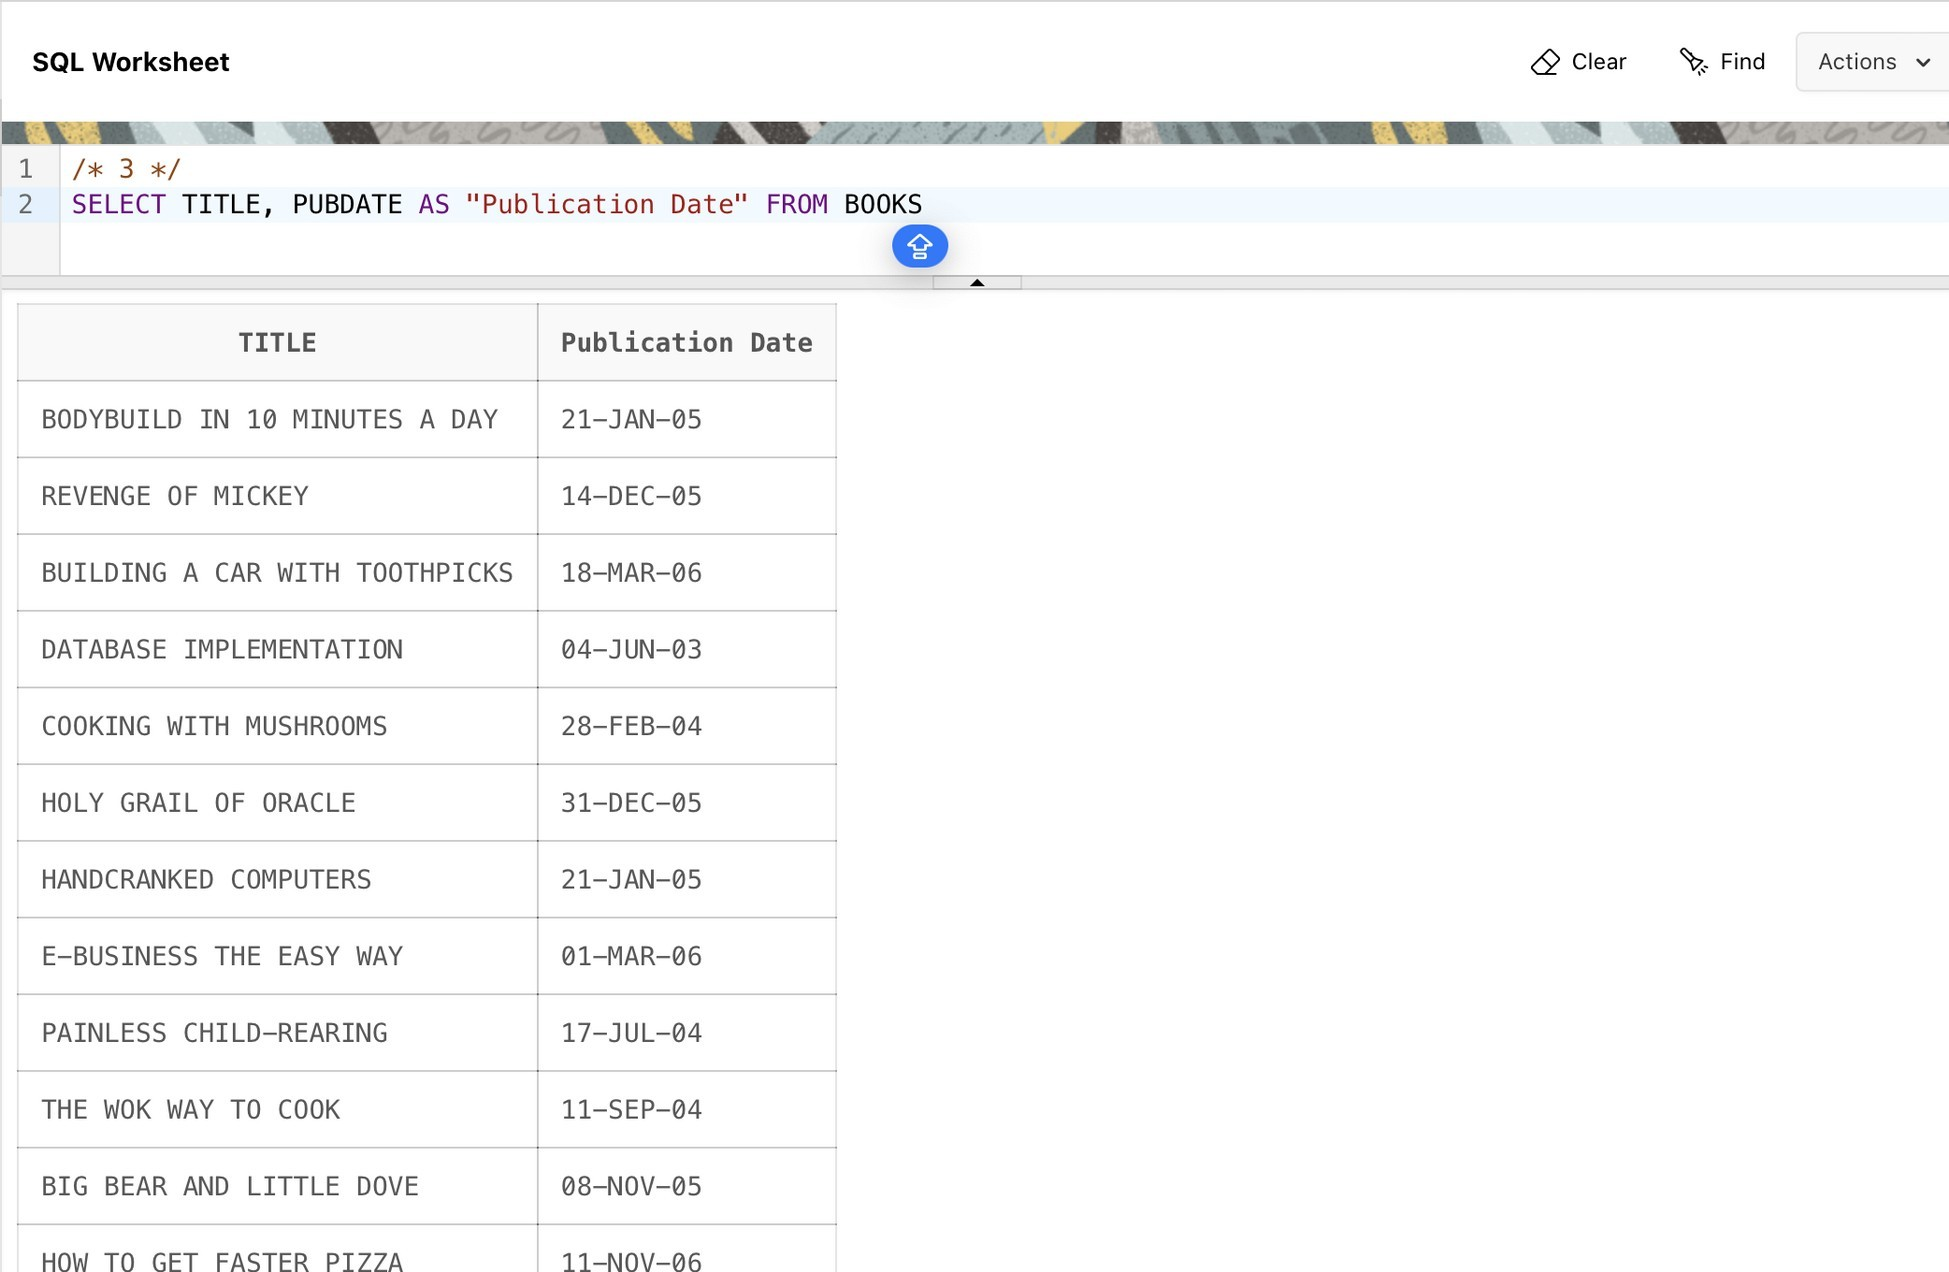 SQL Worksheet
Clear
Find
Actions
1 /* 3 */
2 SELECT TITLE, PUBDATE AS "Publication Date" FROM BOOKS
TITLE Publication Date
BODYBUILD IN 10 MINUTES A DAY 21-JAN-05
REVENGE OF MICKEY 14-DEC-05
BUILDING A CAR WITH TOOTHPICKS 18-MAR-06
DATABASE IMPLEMENTATION 04-JUN-03
COOKING WITH MUSHROOMS 28-FEB-04
HOLY GRAIL OF ORACLE 31-DEC-05
HANDCRANKED COMPUTERS 21-JAN-05
E-BUSINESS THE EASY WAY 01-MAR-06
PAINLESS CHILD-REARING 17-JUL-04
THE WOK WAY TO COOK 11-SEP-04
BIG BEAR AND LITTLE DOVE 08-NOV-05
HOW TO GET FASTER PIZZA 11-NOV-06